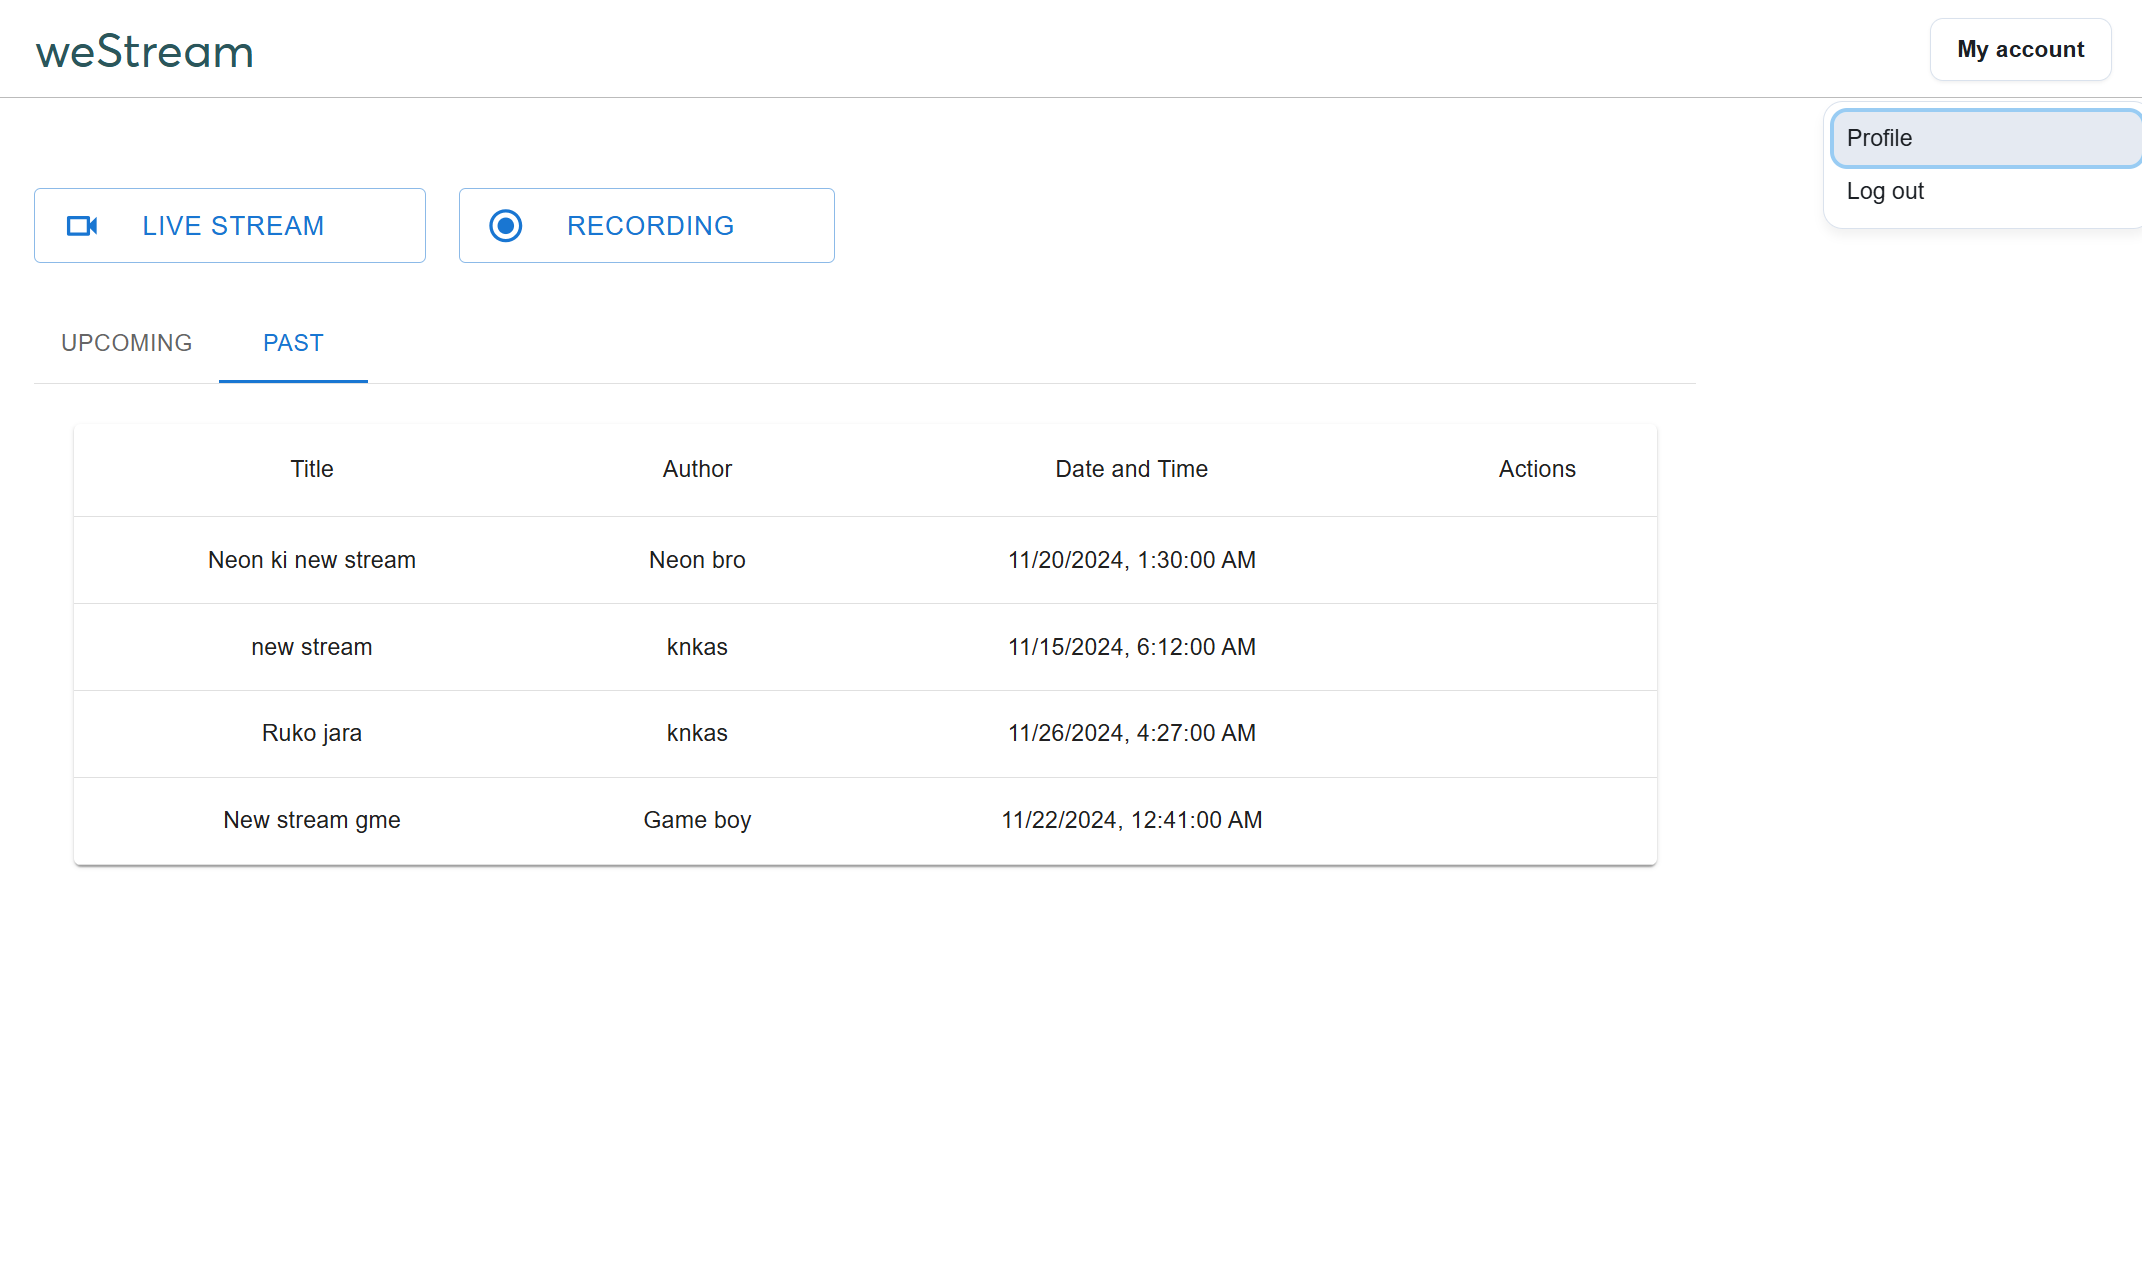 weStream
My account
Profile
Log out
LIVE STREAM
RECORDING
UPCOMING
PAST
Title Author Date and Time Actions
Neon ki new stream Neon bro 11/20/2024, 1:30:00 AM
new stream knkas 11/15/2024, 6:12:00 AM
Ruko jara knkas 11/26/2024, 4:27:00 AM
New stream gme Game boy 11/22/2024, 12:41:00 AM